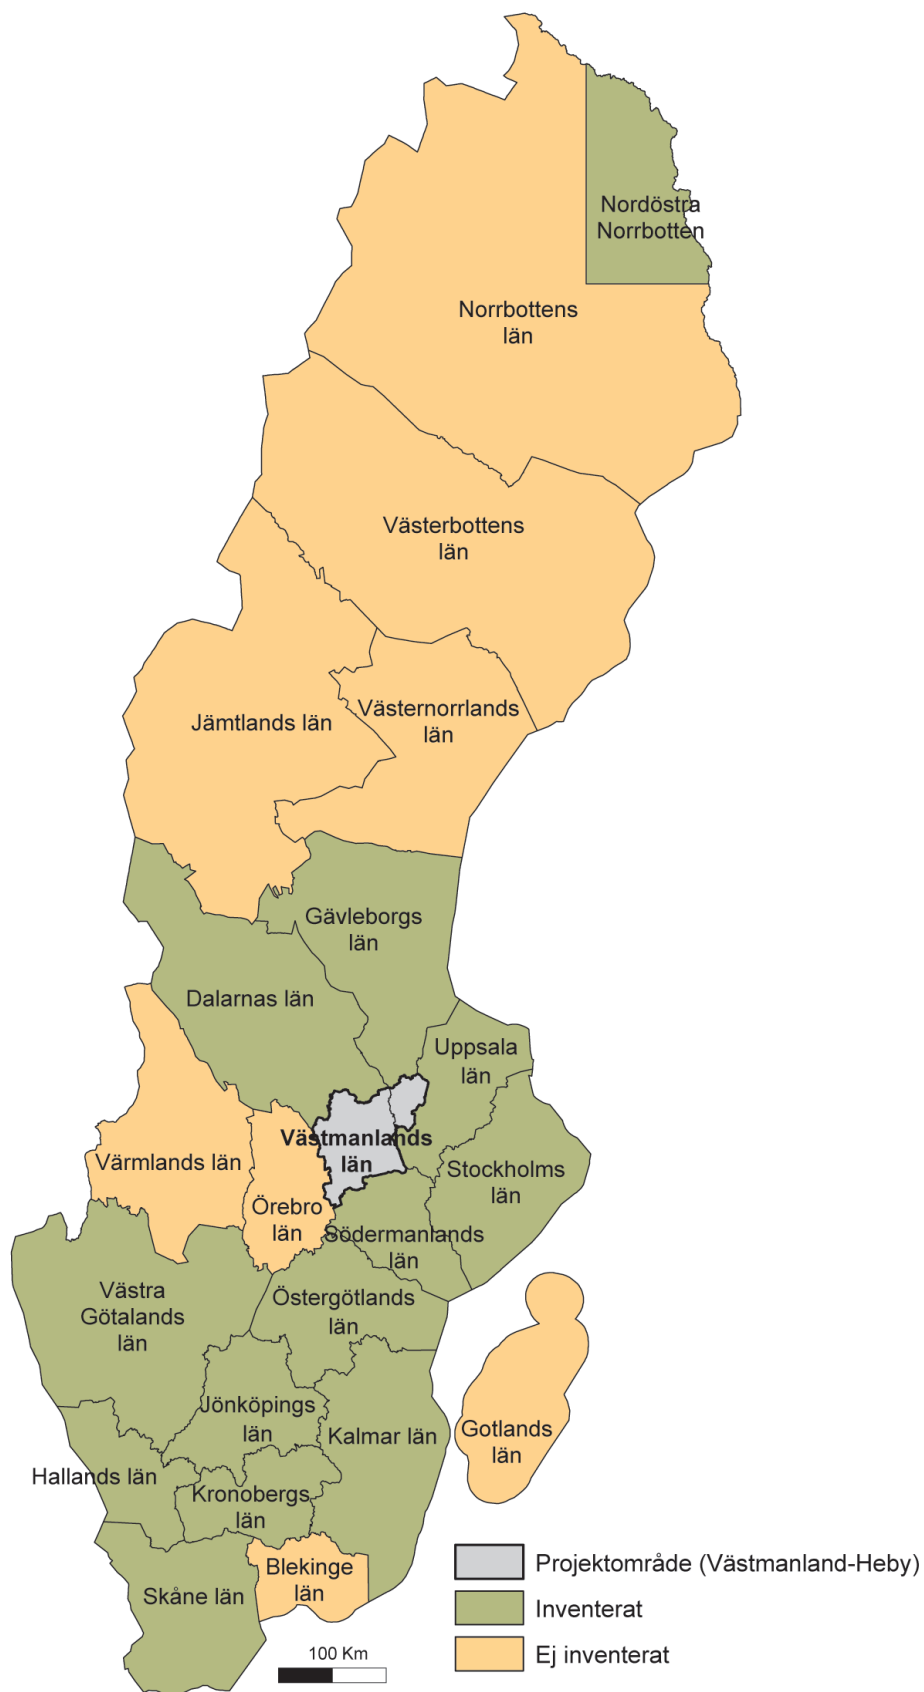 Nordöstra
Norrbotten
Norrbottens
län
Västerbottens
län
Västernorrlands
län
Jämtlands län
Gävleborgs
län
Dalarnas län
Uppsala
län
Västmanlands
län
Värmlands län
Stockholms
län
Örebro
län
Södermanlands
län
Västra
Götalands
län
Östergötlands
län
Jönköpings
län
Kalmar län
Gotlands
län
Hallands län
Kronobergs
län
Blekinge
län
Skåne län
Projektområde (Västmanland-Heby)
Inventerat
Ej inventerat
100 Km